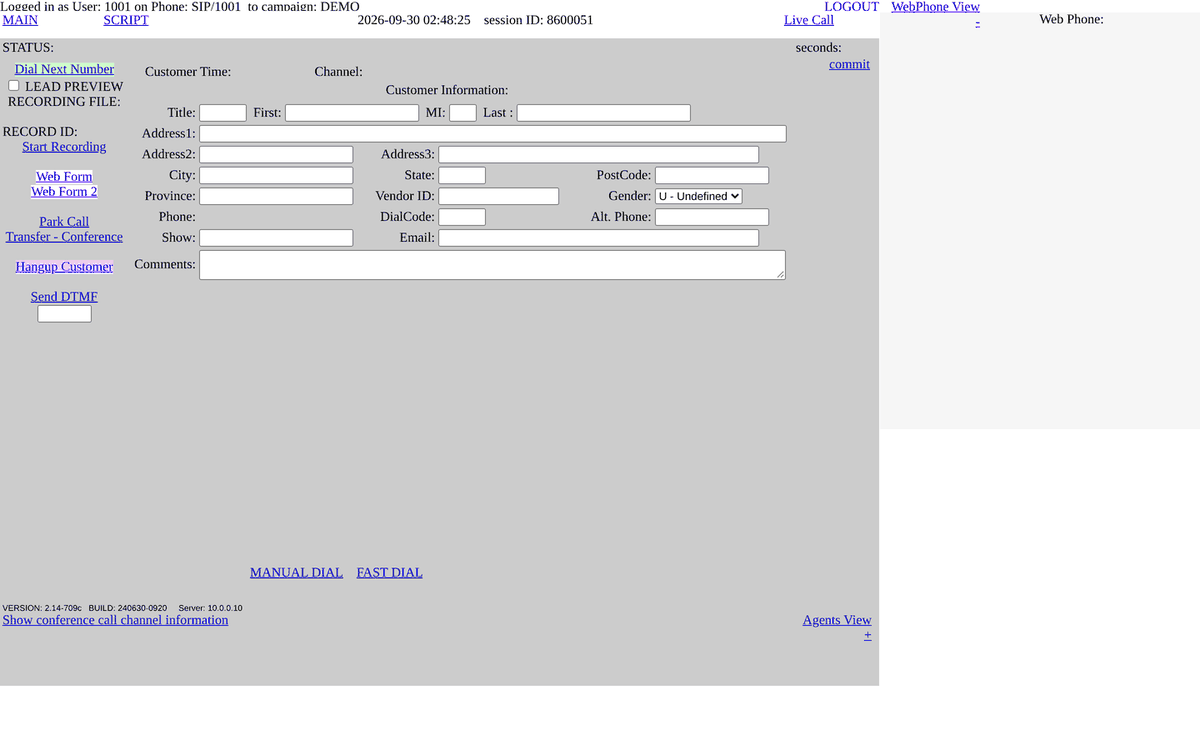 Logged in as User: 1001 on Phone: SIP/1001 to campaign: DEMO LOGOUT WebPhone View
MAIN SCRIPT 2026-09-30 02:48:25 session ID: 8600051 Live Call - Web Phone:
STATUS: seconds:
Dial Next Number Customer Time: Channel: commit
LEAD PREVIEW Customer Information:
RECORDING FILE:
Title: First: MI: Last :
RECORD ID: Address1:
Start Recording Address2: Address3:
Web Form City: State: PostCode:
Web Form 2 Province: Vendor ID: Gender: U - Undefined
Park Call Phone: DialCode: Alt. Phone:
Transfer - Conference Show: Email:
Hangup Customer Comments:
Send DTMF
MANUAL DIAL FAST DIAL
VERSION: 2.14-709c BUILD: 240630-0920 Server: 10.0.0.10
Show conference call channel information Agents View
+